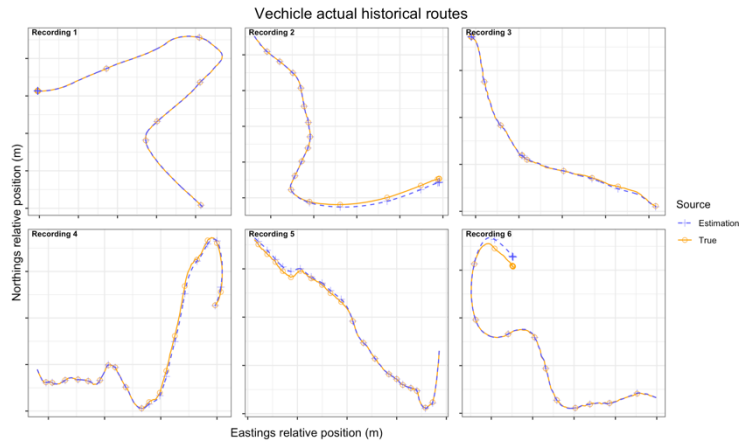 Vechicle actual historical routes
Recording 1
Recording 2
Recording 3
Northings relative position (m)
Recording 4
Recording 5
Recording 6
Source
Estimation
True
Eastings relative position (m)